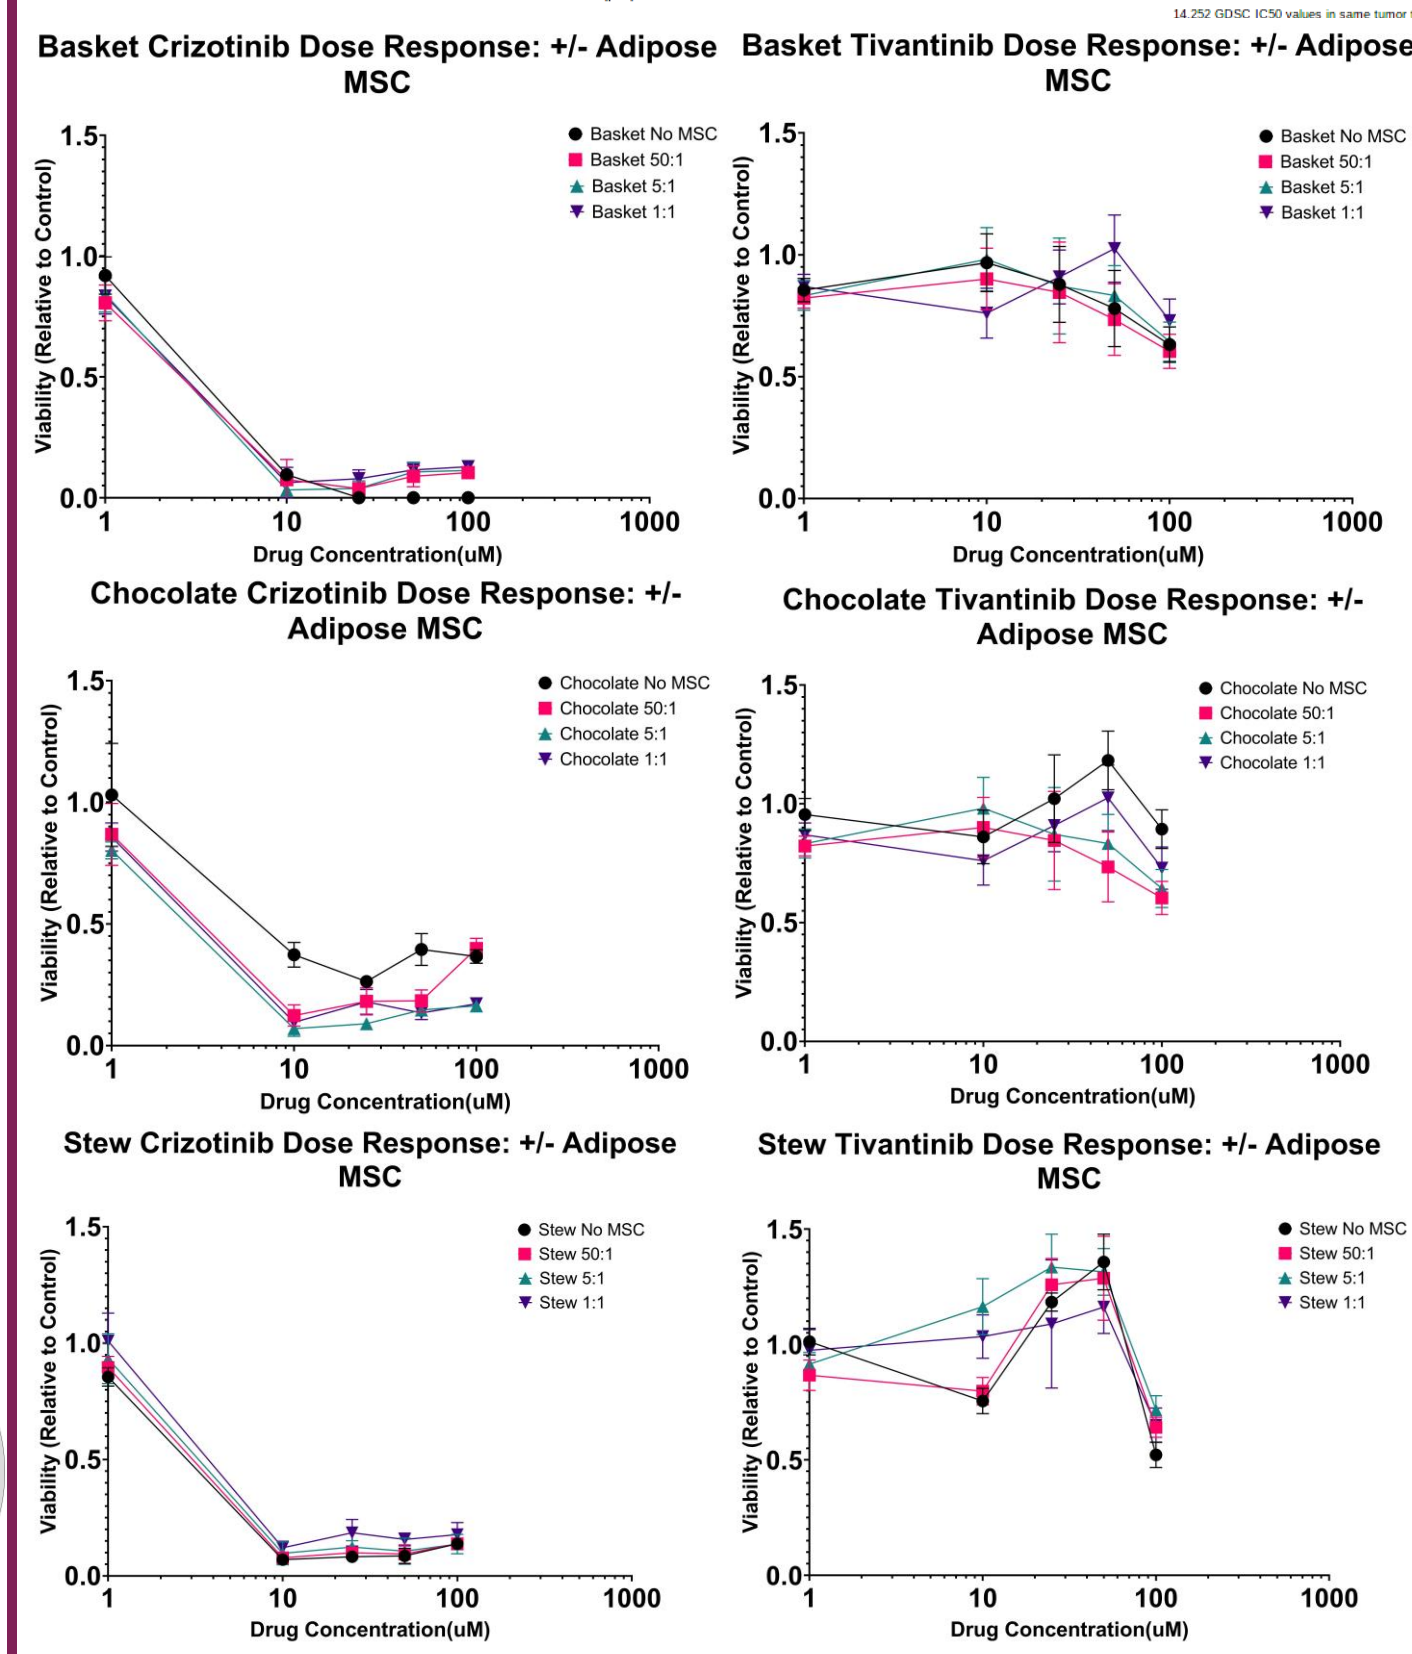 14.252 GDSC IC50 values in same tumor
Basket Crizotinib Dose Response: +/- Adipose
MSC
1.5
1.0
0.5
0.0
Viability (Relative to Control)
Basket No MSC
Basket 50:1
Basket 5:1
Basket 1:1
1 10 100 1000
Drug Concentration(uM)
Basket Tivantinib Dose Response: +/- Adipose
MSC
1.5
1.0
0.5
0.0
Viability (Relative to Control)
Basket No MSC
Basket 50:1
Basket 5:1
Basket 1:1
1 10 100 1000
Drug Concentration(uM)
Chocolate Crizotinib Dose Response: +/-
Adipose MSC
1.5
1.0
0.5
0.0
Viability (Relative to Control)
Chocolate No MSC
Chocolate 50:1
Chocolate 5:1
Chocolate 1:1
1 10 100 1000
Drug Concentration(uM)
Chocolate Tivantinib Dose Response: +/-
Adipose MSC
1.5
1.0
0.5
0.0
Viability (Relative to Control)
Chocolate No MSC
Chocolate 50:1
Chocolate 5:1
Chocolate 1:1
1 10 100 1000
Drug Concentration(uM)
Stew Crizotinib Dose Response: +/- Adipose
MSC
1.5
1.0
0.5
0.0
Viability (Relative to Control)
Stew No MSC
Stew 50:1
Stew 5:1
Stew 1:1
1 10 100 1000
Drug Concentration(uM)
Stew Tivantinib Dose Response: +/- Adipose
MSC
1.5
1.0
0.5
0.0
Viability (Relative to Control)
Stew No MSC
Stew 50:1
Stew 5:1
Stew 1:1
1 10 100 1000
Drug Concentration(uM)